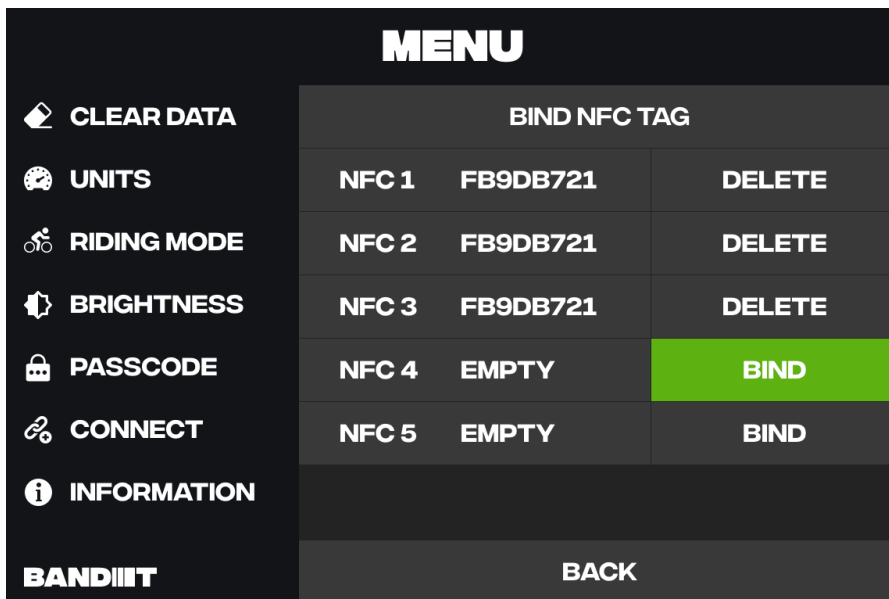 MENU
CLEAR DATA
UNITS
RIDING MODE
BRIGHTNESS
PASSCODE
CONNECT
INFORMATION
BANDIIIT
BIND NFC TAG
NFC 1 FB9DB721 DELETE
NFC 2 FB9DB721 DELETE
NFC 3 FB9DB721 DELETE
NFC 4 EMPTY BIND
NFC 5 EMPTY BIND
BACK